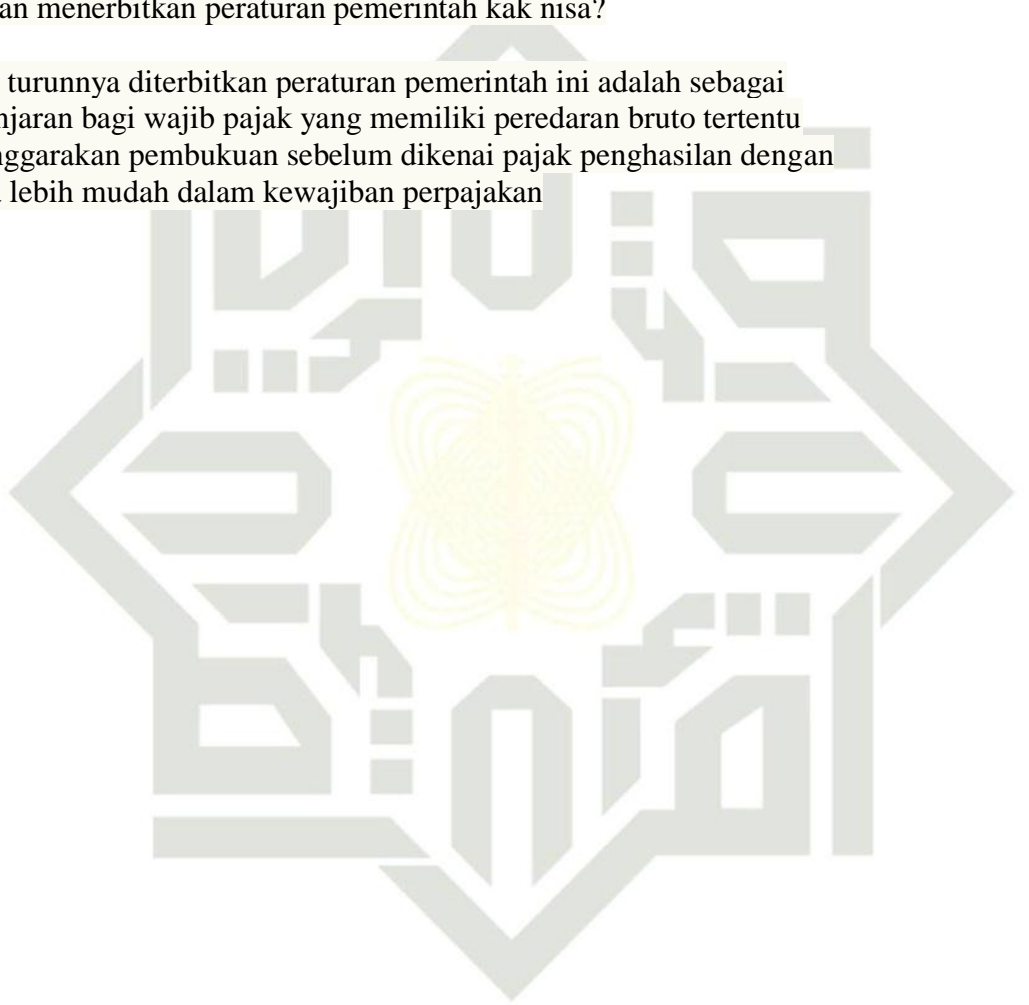 an menerbitkan peraturan pemerintah kak nisa?
turunnya diterbitkan peraturan pemerintah ini adalah sebagai
njaran bagi wajib pajak yang memiliki peredaran bruto tertentu
nggarakan pembukuan sebelum dikenai pajak penghasilan dengan
lebih mudah dalam kewajiban perpajakan